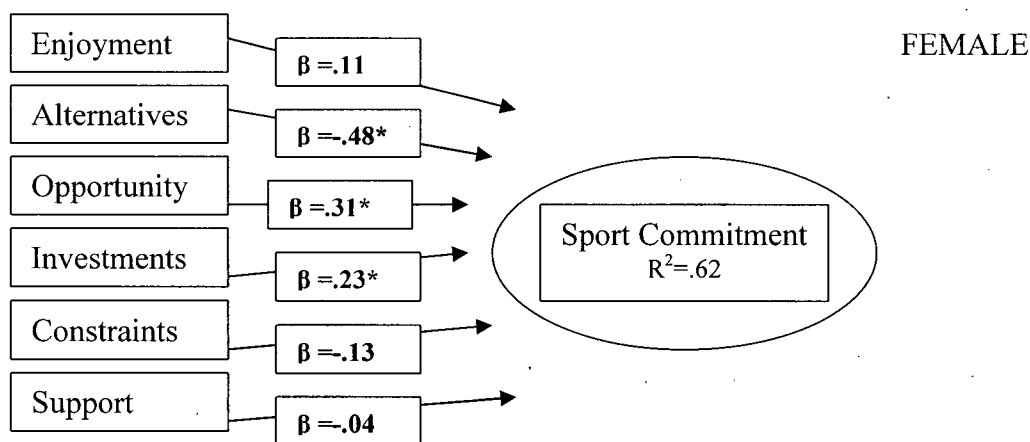 Enjoyment
β =.11
FEMALE
Alternatives
β =-.48*
Opportunity
β =.31*
Sport Commitment
R²=.62
Investments
β =.23*
Constraints
β =-.13
Support
β =-.04